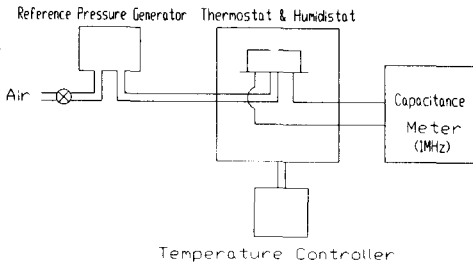 Reference Pressure Generator
Thermostat & Humidistat
Air
Capacitance
Meter
(1MHz)
Temperature Controller